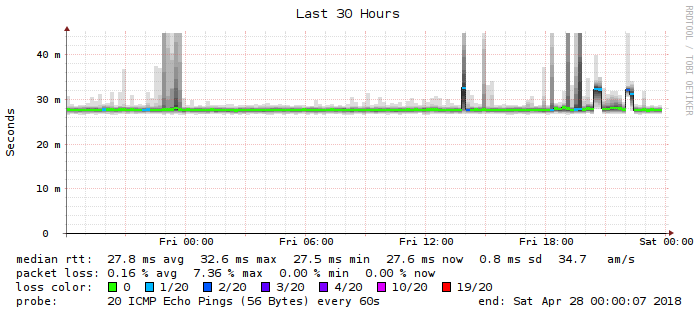 Last 30 Hours
RRDTOOL / TOBI OETIKER
Seconds
40 m
30 m
20 m
10 m
0
Fri 00:00 Fri 06:00 Fri 12:00 Fri 18:00 Sat 00:00
median rtt: 27.8 ms avg 32.6 ms max 27.5 ms min 27.6 ms now 0.8 ms sd 34.7 am/s
packet loss: 0.16 % avg 7.36 % max 0.00 % min 0.00 % now
loss color: 0 1/20 2/20 3/20 4/20 10/20 19/20
probe: 20 ICMP Echo Pings (56 Bytes) every 60s end: Sat Apr 28 00:00:07 2018